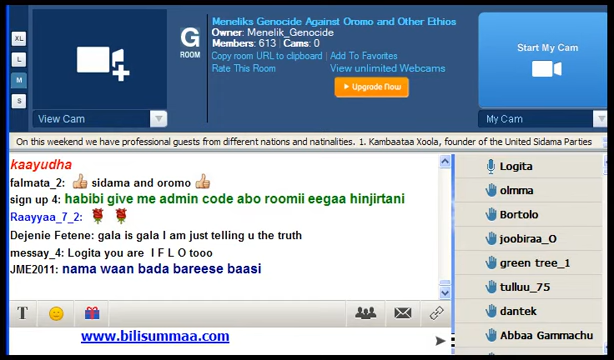 XL
L
M
S
View Cam
G
ROOM
Meneliks Genocide Against Oromo and Other Ethios
Owner: Menelik_Genocide
Members: 613 | Cams: 0
Copy room URL to clipboard | Add To Favorites
Rate This Room View unlimited Webcams
Upgrade Now
Start My Cam
My Cam
On this weekend we have professional guests from different nations and natinalities. 1. Kambaataa Xoola, founder of the United Sidama Parties
kaayudha
falmata_2: sidama and oromo
sign up 4: habibi give me admin code abo roomii eegaa hinjirtani
Raayyaa_7_2:
Dejenie Fetene: gala is gala I am just telling u the truth
messay_4: Logita you are I F L O tooo
JME2011: nama waan bada bareese baasi
T
www.bilisummaa.com
Logita
olmma
Bortolo
joobiraa_O
green tree_1
tulluu_75
dantek
Abbaa Gammachu